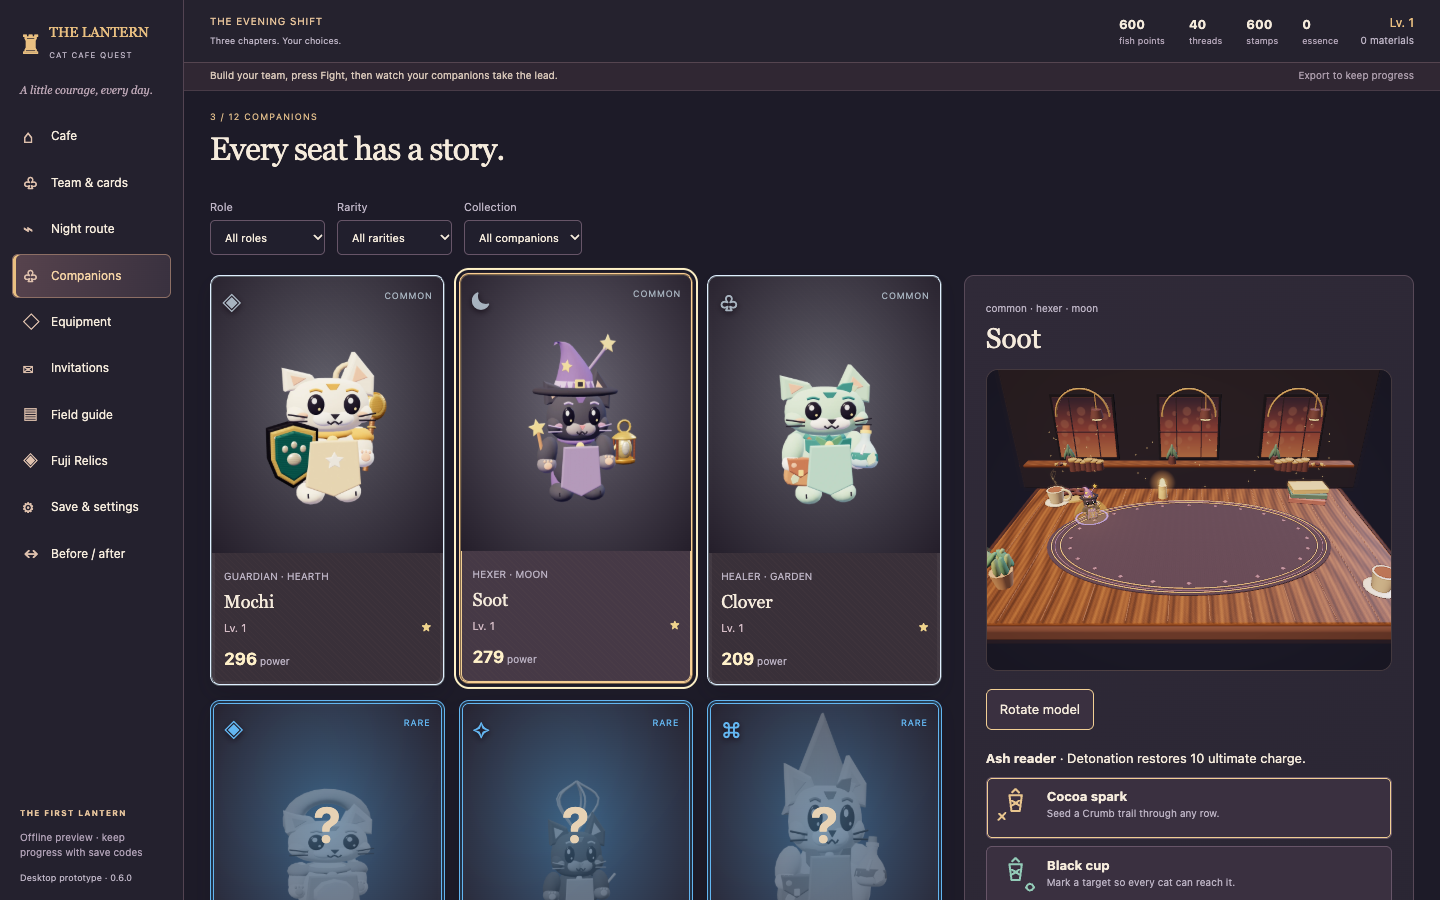 THE LANTERN
CAT CAFE QUEST
A little courage, every day.
Cafe
Team & cards
Night route
Companions
Equipment
Invitations
Field guide
Fuji Relics
Save & settings
Before / after
THE FIRST LANTERN
Offline preview · keep
progress with save codes
Desktop prototype · 0.6.0
THE EVENING SHIFT
Three chapters. Your choices.
600
fish points
40
threads
600
stamps
0
essence
Lv. 1
0 materials
Build your team, press Fight, then watch your companions take the lead.
Export to keep progress
3 / 12 COMPANIONS
Every seat has a story.
Role
All roles
Rarity
All rarities
Collection
All companions
COMMON
GUARDIAN · HEARTH
Mochi
Lv. 1
296 power
COMMON
HEXER · MOON
Soot
Lv. 1
279 power
COMMON
HEALER · GARDEN
Clover
Lv. 1
209 power
RARE
?
RARE
?
RARE
?
common · hexer · moon
Soot
Rotate model
Ash reader · Detonation restores 10 ultimate charge.
Cocoa spark
Seed a Crumb trail through any row.
Black cup
Mark a target so every cat can reach it.